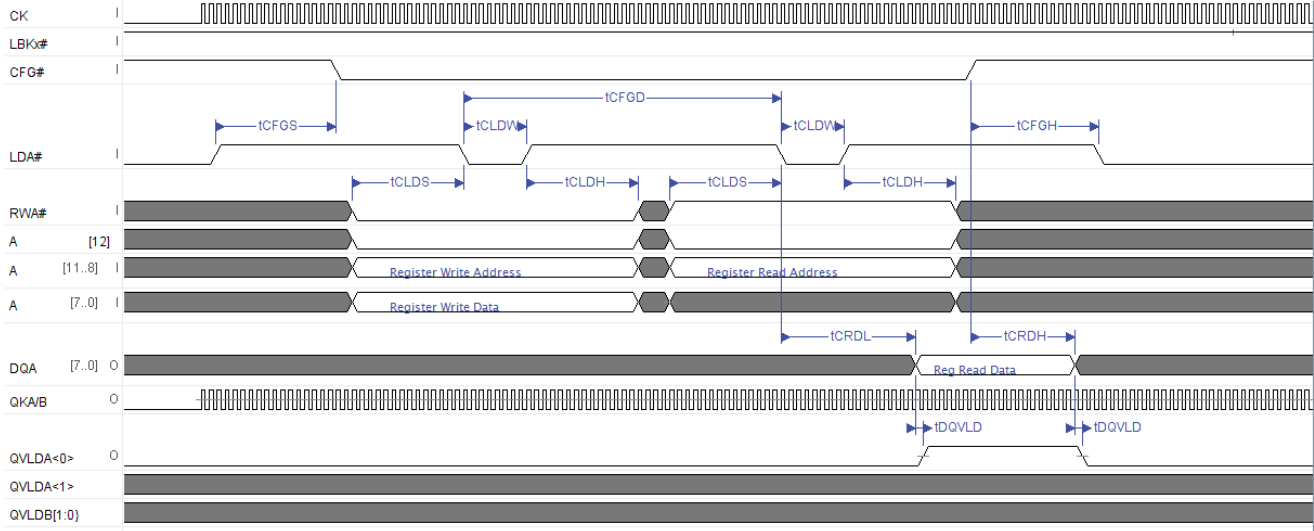 CK I
LBKx# I
CFG# I
tCFGD
tCFGS tCLDW tCLDW tCFGH
LDA# I
tCLDS tCLDH tCLDS tCLDH
RWA# I
A [12]
A [11..8] I Register Write Address Register Read Address
A [7..0] I Register Write Data
tCRDL tCRDH
DQA [7..0] O Reg Read Data
QKA/B O
tDQVLD tDQVLD
QVLDA<0> O
QVLDA<1>
QVLDB[1:0}